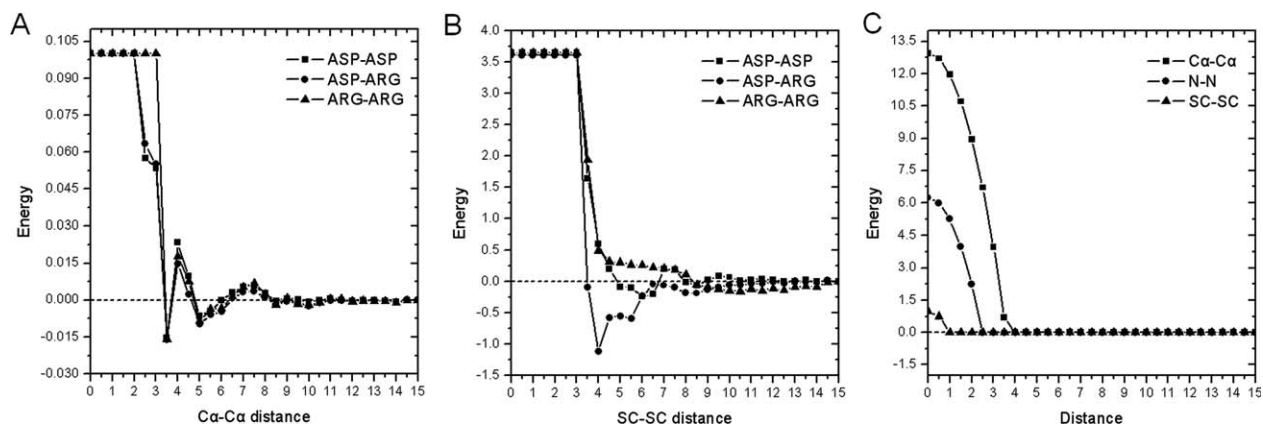 A
0.105
0.090
0.075
0.060
0.045
0.030
0.015
0.000
-0.015
-0.030
Energy
ASP-ASP
ASP-ARG
ARG-ARG
0 1 2 3 4 5 6 7 8 9 10 11 12 13 14 15
Cα-Cα distance
B
4.0
3.5
3.0
2.5
2.0
1.5
1.0
0.5
0.0
-0.5
-1.0
-1.5
Energy
ASP-ASP
ASP-ARG
ARG-ARG
0 1 2 3 4 5 6 7 8 9 10 11 12 13 14 15
SC-SC distance
C
13.5
12.0
10.5
9.0
7.5
6.0
4.5
3.0
1.5
0.0
-1.5
Energy
Cα-Cα
N-N
SC-SC
0 1 2 3 4 5 6 7 8 9 10 11 12 13 14 15
Distance